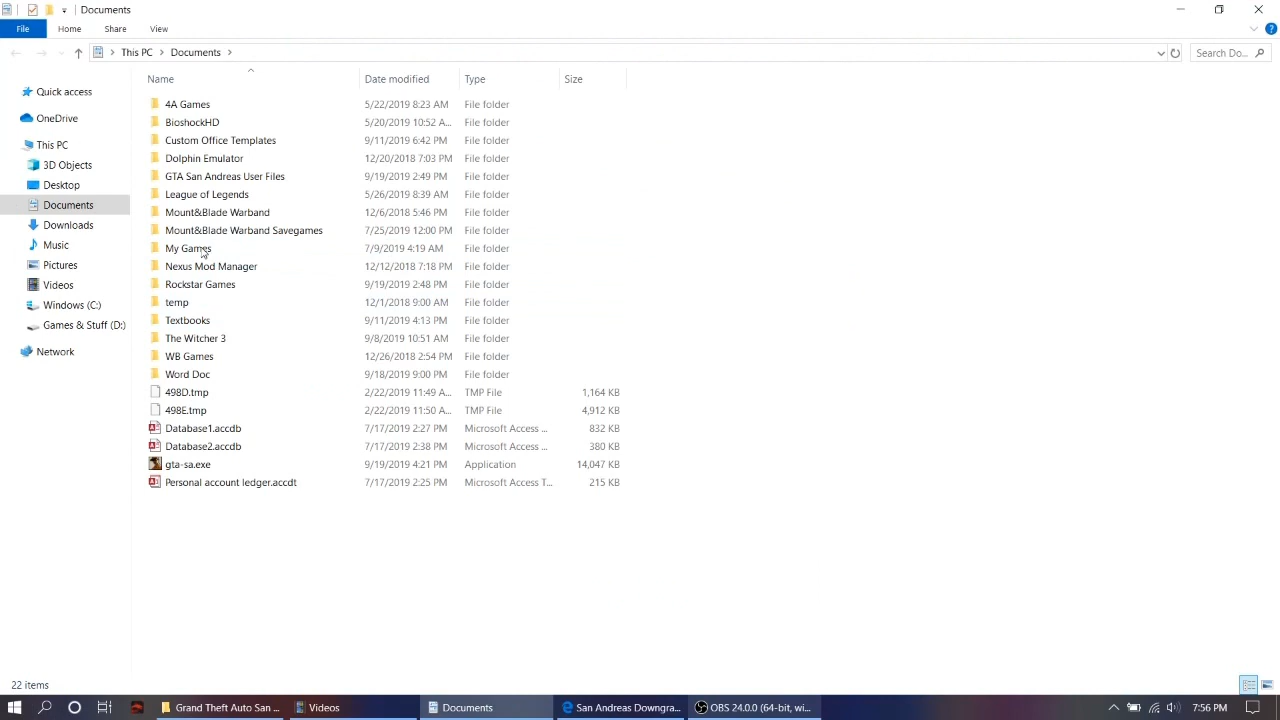 Documents
File Home Share View
This PC Documents Search Do...
Name Date modified Type Size
Quick access
OneDrive
This PC
3D Objects
Desktop
Documents
Downloads
Music
Pictures
Videos
Windows (C:)
Games & Stuff (D:)
Network
4A Games 5/22/2019 8:23 AM File folder
BioshockHD 5/20/2019 10:52 A... File folder
Custom Office Templates 9/11/2019 6:42 PM File folder
Dolphin Emulator 12/20/2018 7:03 PM File folder
GTA San Andreas User Files 9/19/2019 2:49 PM File folder
League of Legends 5/26/2019 8:39 AM File folder
Mount&Blade Warband 12/6/2018 5:46 PM File folder
Mount&Blade Warband Savegames 7/25/2019 12:00 PM File folder
My Games 7/9/2019 4:19 AM File folder
Nexus Mod Manager 12/12/2018 7:18 PM File folder
Rockstar Games 9/19/2019 2:48 PM File folder
temp 12/1/2018 9:00 AM File folder
Textbooks 9/11/2019 4:13 PM File folder
The Witcher 3 9/8/2019 10:51 AM File folder
WB Games 12/26/2018 2:54 PM File folder
Word Doc 9/18/2019 9:00 PM File folder
498D.tmp 2/22/2019 11:49 A... TMP File 1,164 KB
498E.tmp 2/22/2019 11:50 A... TMP File 4,912 KB
Database1.accdb 7/17/2019 2:27 PM Microsoft Access ... 832 KB
Database2.accdb 7/17/2019 2:38 PM Microsoft Access ... 380 KB
gta-sa.exe 9/19/2019 4:21 PM Application 14,047 KB
Personal account ledger.accdt 7/17/2019 2:25 PM Microsoft Access T... 215 KB
22 items
Grand Theft Auto San ... Videos Documents San Andreas Downgra... OBS 24.0.0 (64-bit, wi... 7:56 PM